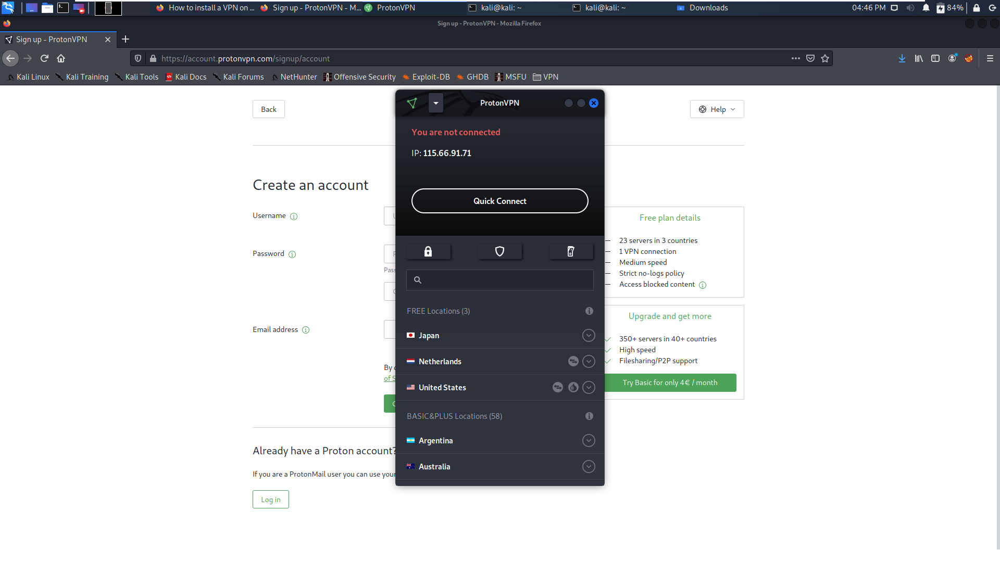 How to install a VPN on ...
Sign up - ProtonVPN - M...
ProtonVPN
kali@kali: ~
kali@kali: ~
Downloads
04:46 PM
84%
Sign up - ProtonVPN - Mozilla Firefox
Sign up - ProtonVPN
https://account.protonvpn.com/signup/account
Kali Linux
Kali Training
Kali Tools
Kali Docs
Kali Forums
NetHunter
Offensive Security
Exploit-DB
GHDB
MSFU
VPN
Back
Help
ProtonVPN
You are not connected
IP: 115.66.91.71
Quick Connect
FREE Locations (3)
Japan
Netherlands
United States
BASIC&PLUS Locations (58)
Argentina
Australia
Create an account
Username
Password
Pass
Email address
By
of S
Free plan details
23 servers in 3 countries
1 VPN connection
Medium speed
Strict no-logs policy
Access blocked content
Upgrade and get more
350+ servers in 40+ countries
High speed
Filesharing/P2P support
Try Basic for only 4€ / month
Already have a Proton account?
If you are a ProtonMail user you can use your
Log in